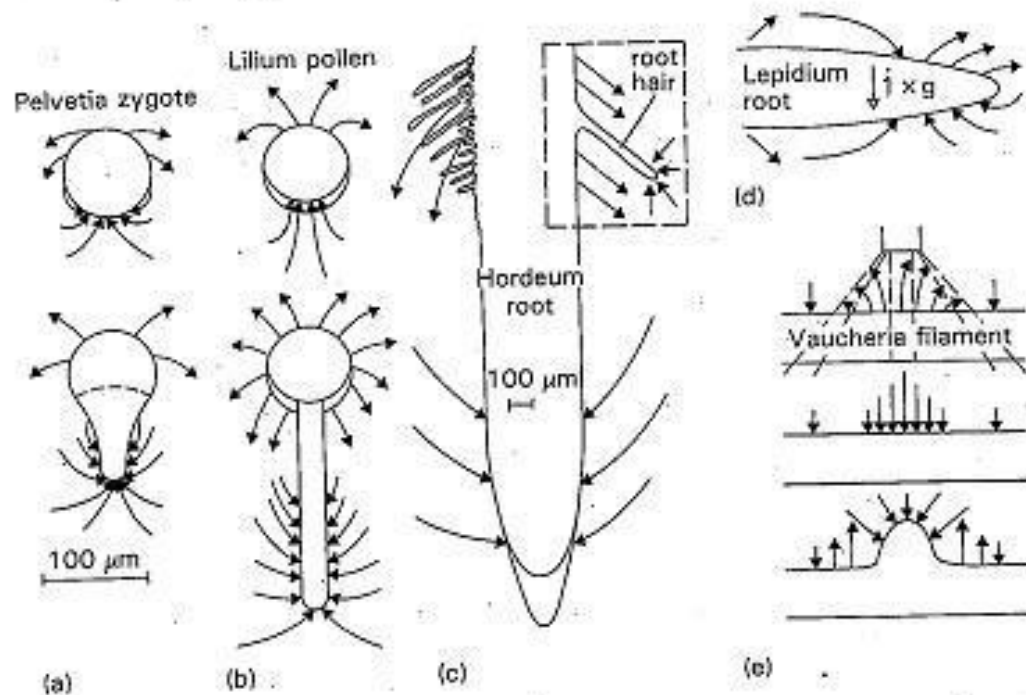 Pelvetia zygote
100 µm
(a)
Lilium pollen
(b)
root
hair
Hordeum
root
100 µm
(c)
Lepidium
root
j × g
(d)
Vaucheria filament
(e)